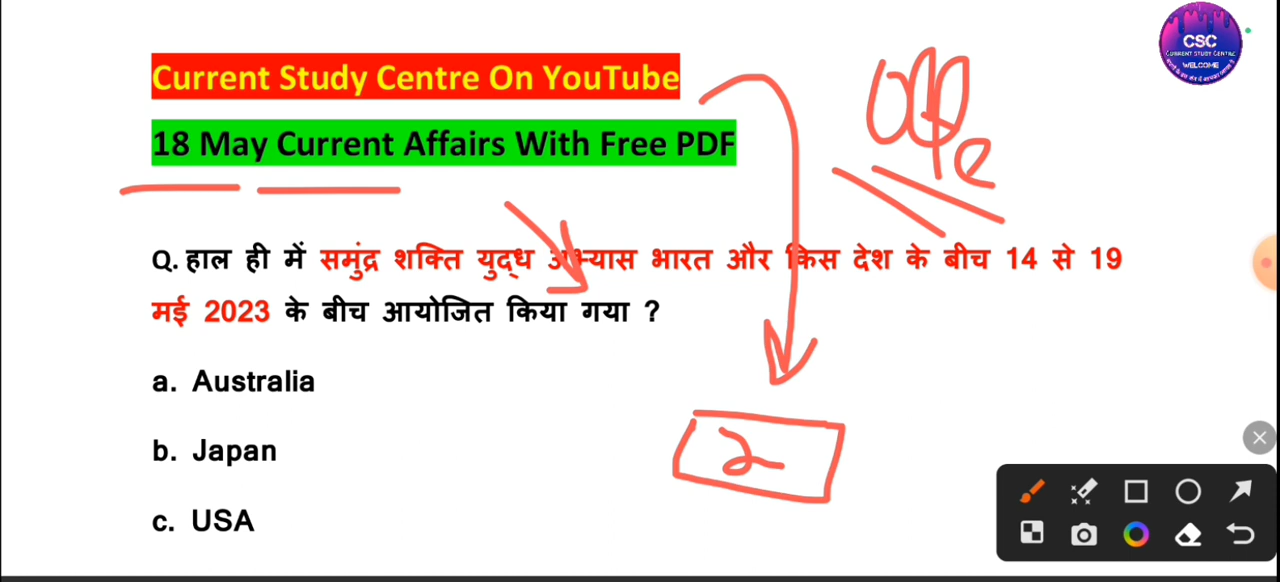 CSC
CURRENT STUDY CENTRE
WELCOME
Current Study Centre On YouTube
18 May Current Affairs With Free PDF
Q. हाल ही में समुंद्र शक्ति युद्ध अभ्यास भारत और किस देश के बीच 14 से 19
मई 2023 के बीच आयोजित किया गया ?
a. Australia
b. Japan
2
c. USA